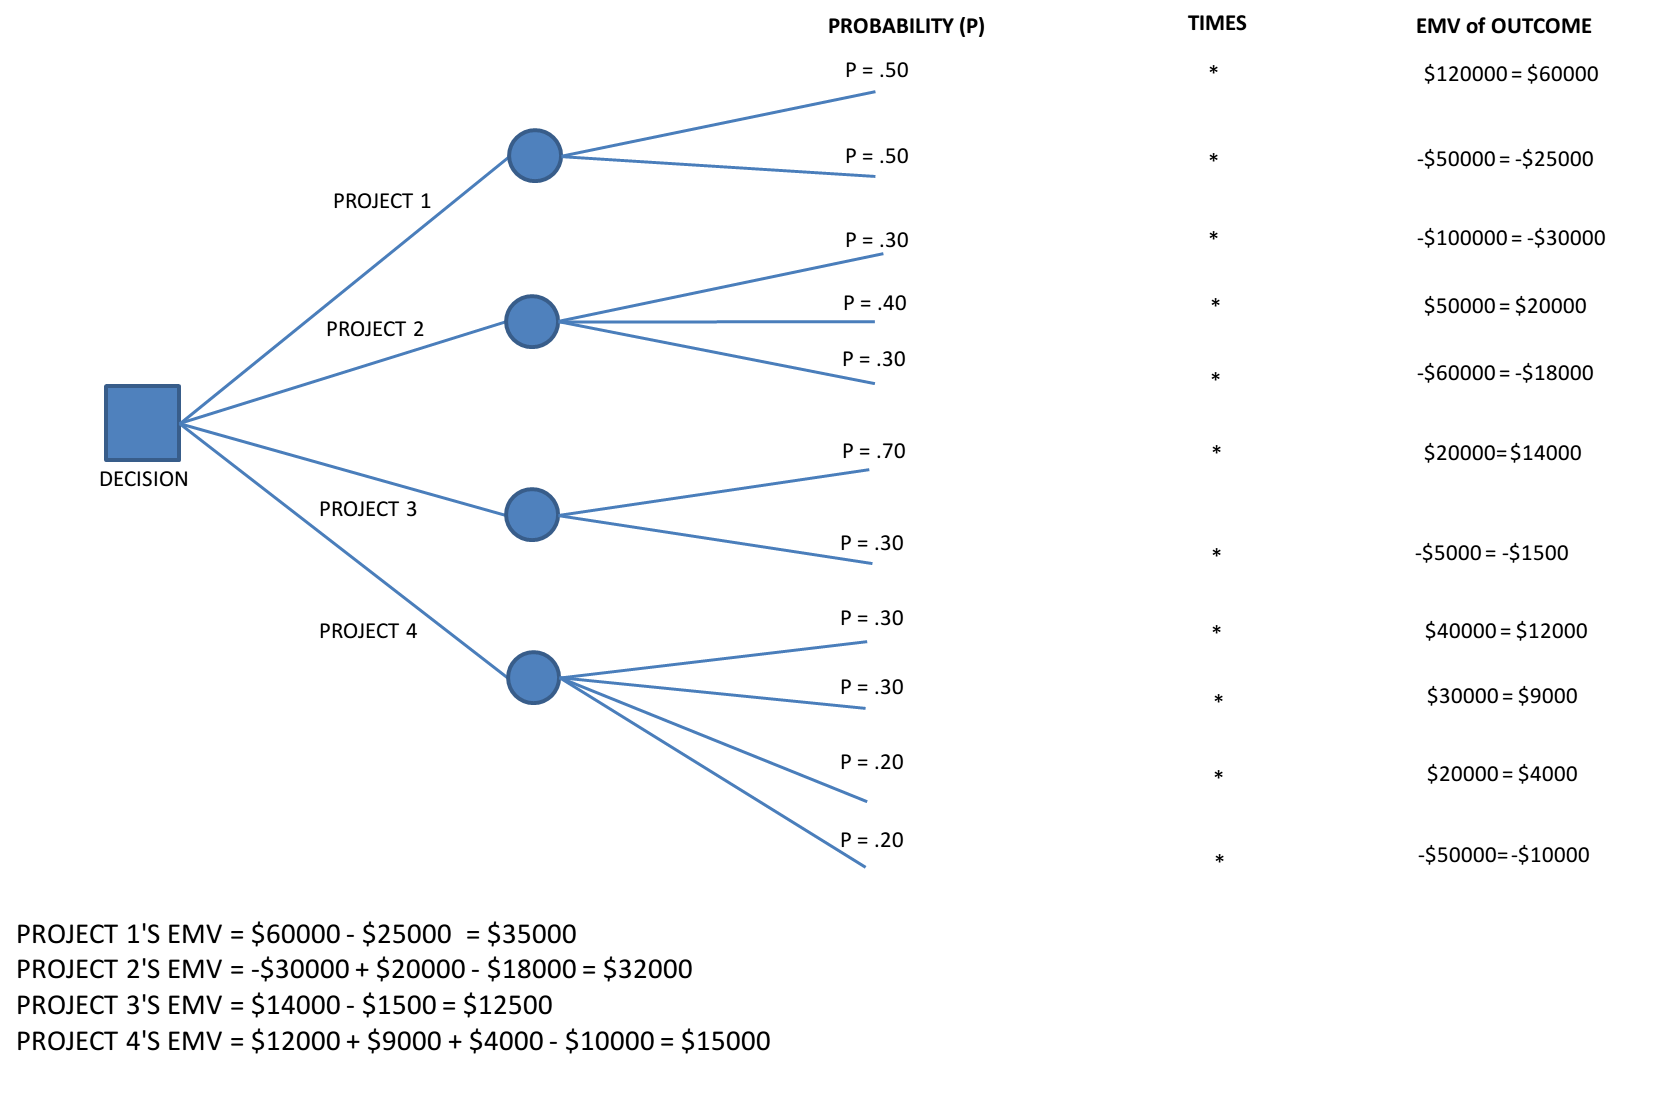 PROBABILITY (P) TIMES EMV of OUTCOME
P = .50 * $120000 = $60000
P = .50 * -$50000 = -$25000
PROJECT 1
P = .30 * -$100000 = -$30000
P = .40 * $50000 = $20000
PROJECT 2
P = .30 * -$60000 = -$18000
P = .70 * $20000= $14000
DECISION
PROJECT 3
P = .30 * -$5000 = -$1500
P = .30 * $40000 = $12000
PROJECT 4
P = .30 * $30000 = $9000
P = .20 * $20000 = $4000
P = .20 * -$50000= -$10000
PROJECT 1'S EMV = $60000 - $25000 = $35000
PROJECT 2'S EMV = -$30000 + $20000 - $18000 = $32000
PROJECT 3'S EMV = $14000 - $1500 = $12500
PROJECT 4'S EMV = $12000 + $9000 + $4000 - $10000 = $15000